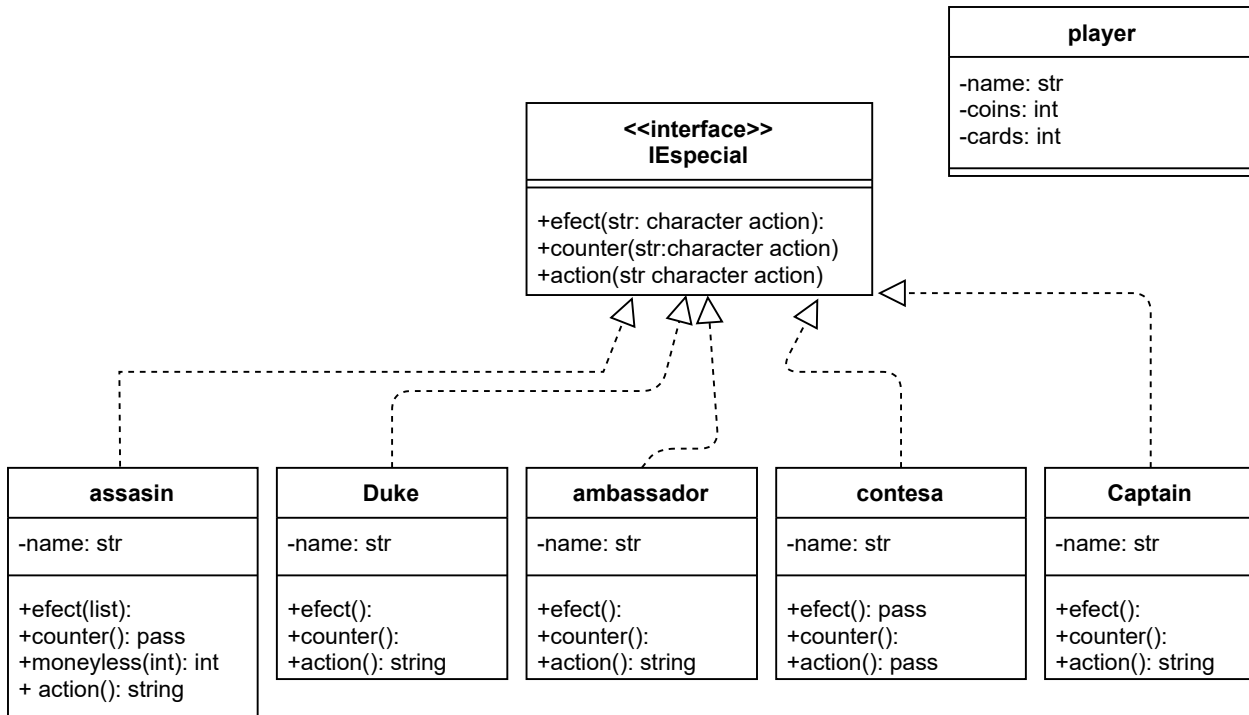 player
-name: str
-coins: int
-cards: int
<<interface>>
IEspecial
+efect(str: character action):
+counter(str:character action)
+action(str character action)
assasin
-name: str
+efect(list):
+counter(): pass
+moneyless(int): int
+ action(): string
Duke
-name: str
+efect():
+counter():
+action(): string
ambassador
-name: str
+efect():
+counter():
+action(): string
contesa
-name: str
+efect(): pass
+counter():
+action(): pass
Captain
-name: str
+efect():
+counter():
+action(): string